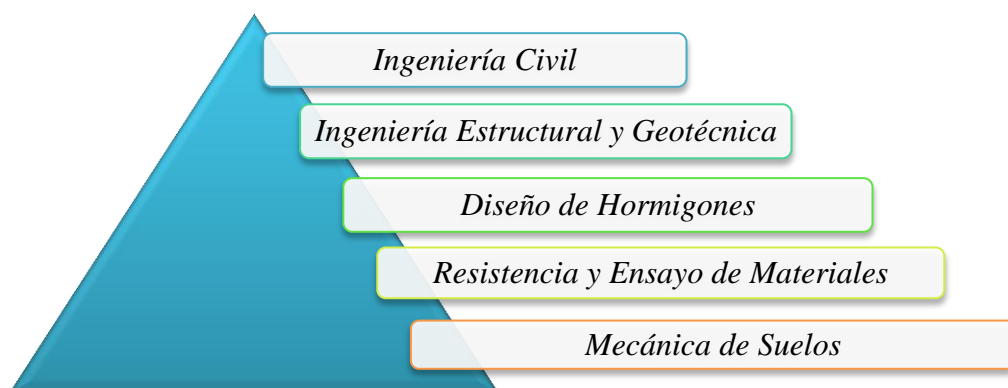 Ingeniería Civil
Ingeniería Estructural y Geotécnica
Diseño de Hormigones
Resistencia y Ensayo de Materiales
Mecánica de Suelos